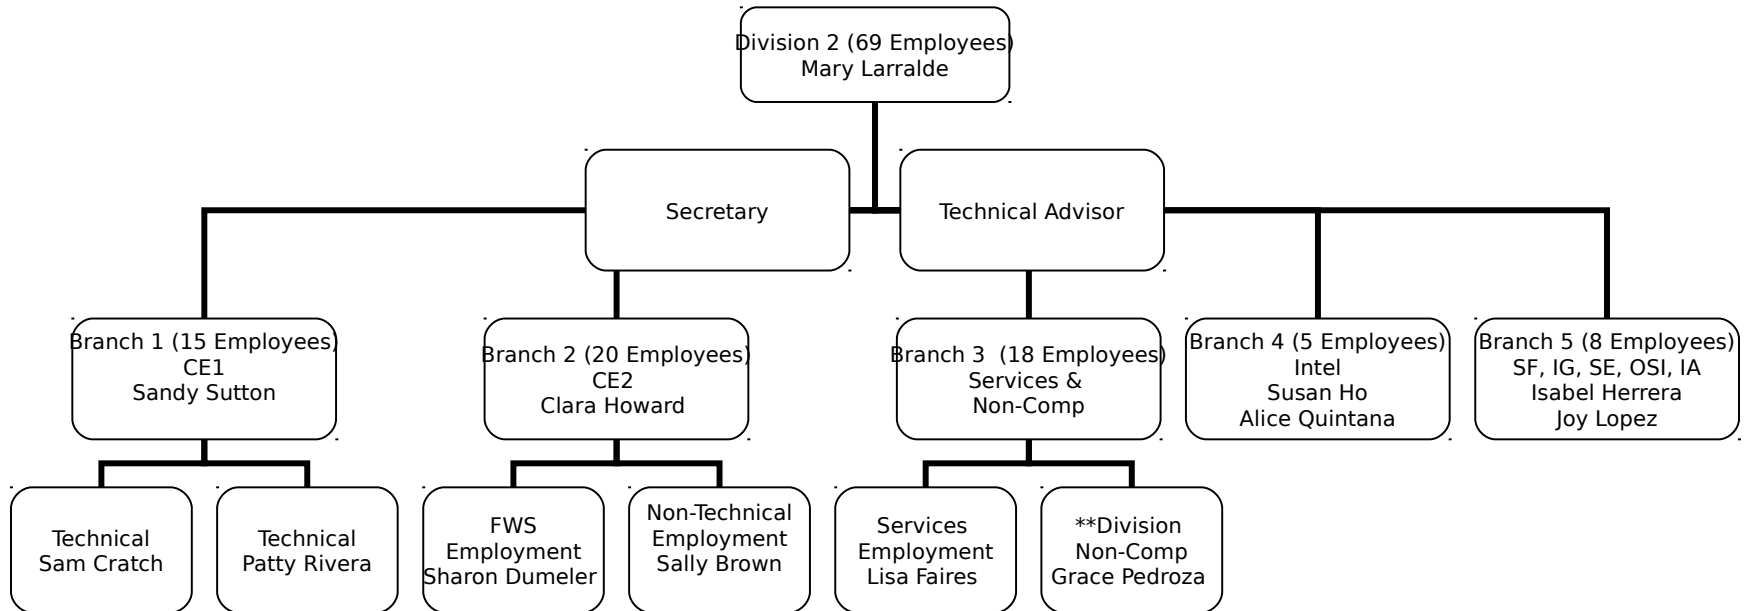 Division 2 (69 Employees)
Mary Larralde
Secretary
Technical Advisor
Branch 1 (15 Employees)
CE1
Sandy Sutton
Branch 2 (20 Employees)
CE2
Clara Howard
Branch 3  (18 Employees)
Services &
Non-Comp
Branch 4 (5 Employees)
Intel
Susan Ho
Alice Quintana
Branch 5 (8 Employees)
SF, IG, SE, OSI, IA
Isabel Herrera
Joy Lopez
Technical
Sam Cratch
Technical
Patty Rivera
FWS
Employment
Sharon Dumeler
Non-Technical
Employment
Sally Brown
Services
Employment
Lisa Faires
**Division
Non-Comp
Grace Pedroza